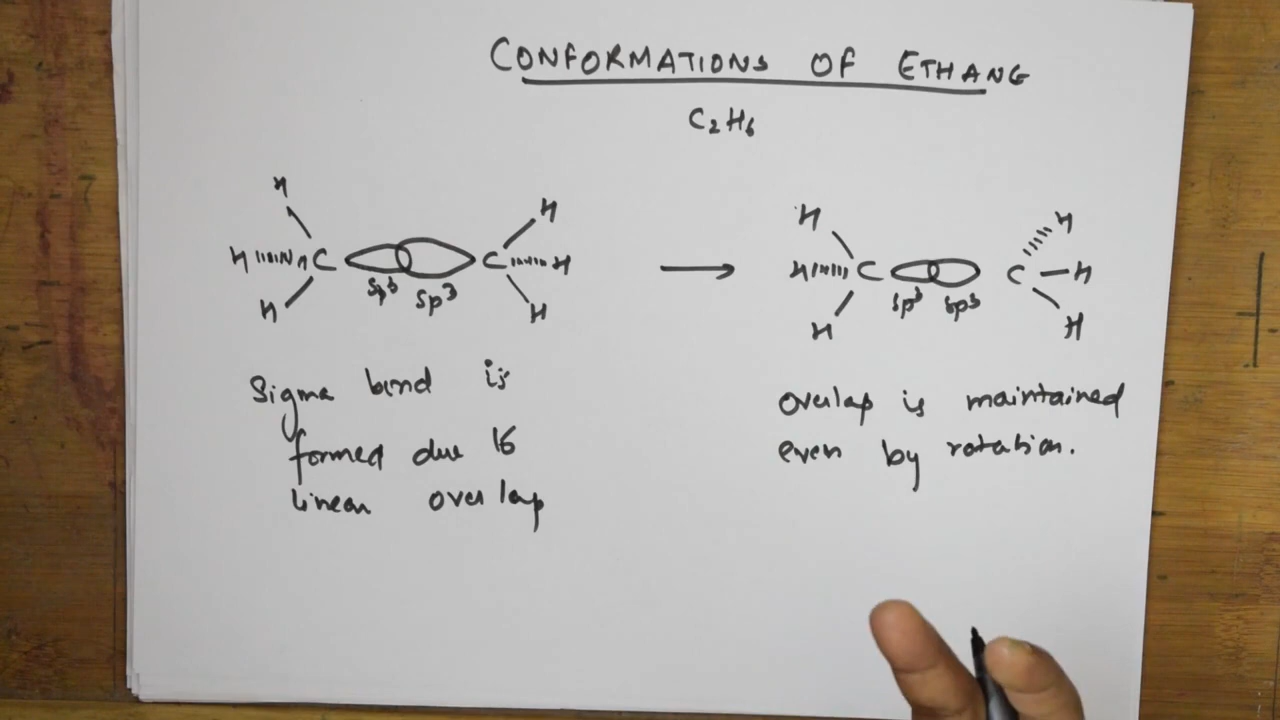 CONFORMATIONS OF ETHANE
C2H6
H H
H C C H
H sp3 sp3 H
H H
H C C H
H sp3 sp3 H
Sigma bond is
formed due to
linear overlap
overlap is maintained
even by rotation.